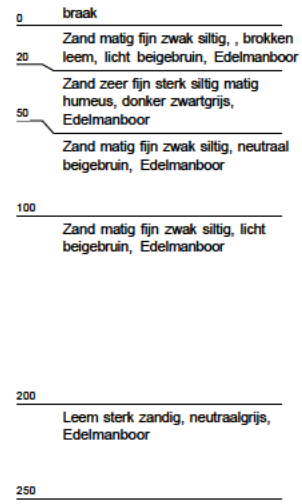 0 braak
Zand matig fijn zwak siltig, , brokken
20 leem, licht beigebruin, Edelmanboor
Zand zeer fijn sterk siltig matig
humeus, donker zwartgrijs,
50 Edelmanboor
Zand matig fijn zwak siltig, neutraal
beigebruin, Edelmanboor
100
Zand matig fijn zwak siltig, licht
beigebruin, Edelmanboor
200
Leem sterk zandig, neutraalgrijs,
Edelmanboor
250